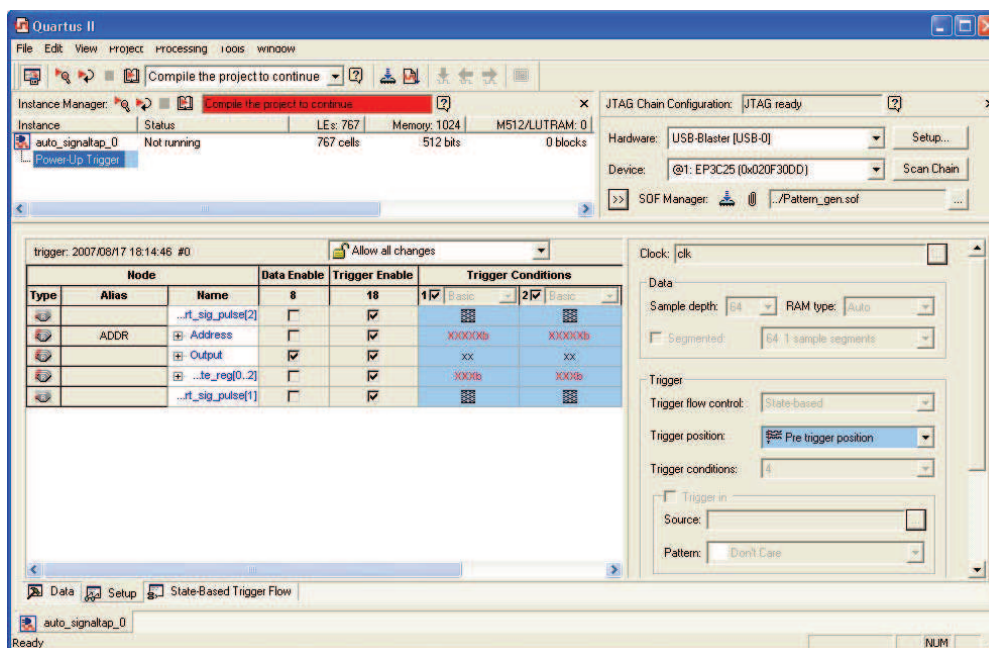 Quartus II
File Edit View Project Processing Tools Window
Compile the project to continue
Instance Manager: Compile the project to continue
JTAG Chain Configuration: JTAG ready
Instance Status LEs: 767 Memory: 1024 M512/LUTRAM: 0
auto_signaltap_0 Not running 767 cells 512 bits 0 blocks
Power-Up Trigger
Hardware: USB-Blaster [USB-0] Setup...
Device: @1: EP3C25 (0x020F30DD) Scan Chain
>> SOF Manager: ../Pattern_gen.sof ...
trigger: 2007/08/17 18:14:46 #0 Allow all changes
Node Data Enable Trigger Enable Trigger Conditions
Type Alias Name 8 18 1 Basic 2 Basic
...rt_sig_pulse[2]
ADDR Address XXXXXb XXXXXb
Output XX XX
...te_reg[0..2] XXXb XXXb
...rt_sig_pulse[1]
Clock: clk
Data
Sample depth: 64 RAM type: Auto
Segmented: 64 1 sample segments
Trigger
Trigger flow control: State-based
Trigger position: Pre trigger position
Trigger conditions: 4
Trigger in
Source:
Pattern: Don't Care
Data Setup State-Based Trigger Flow
auto_signaltap_0
Ready NUM